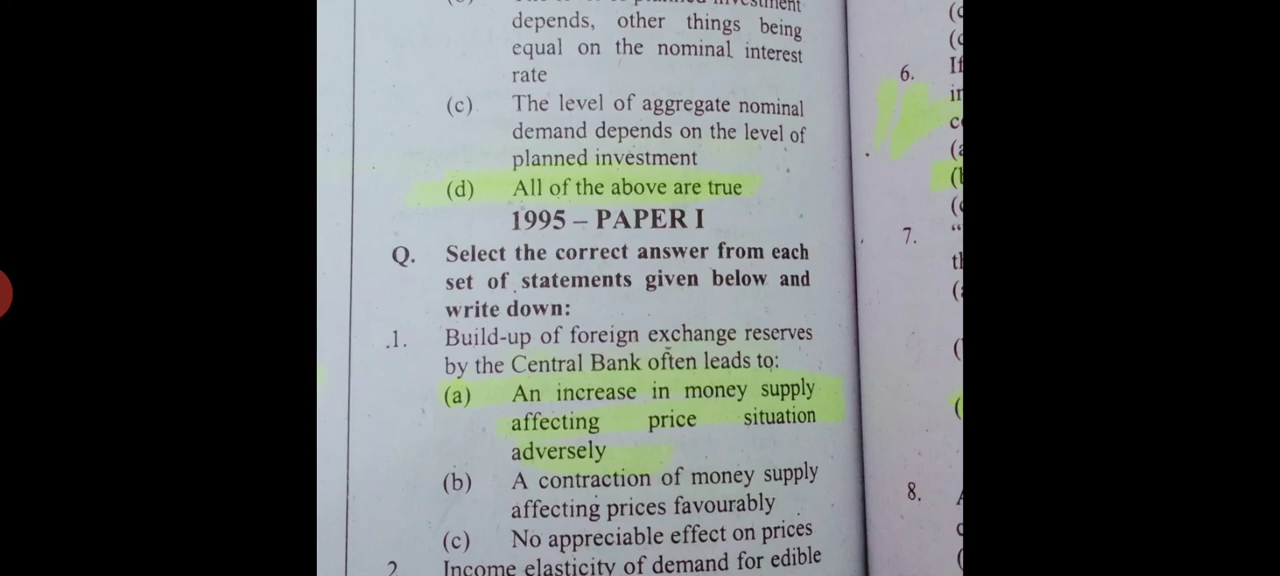 depends, other things being
equal on the nominal interest
rate
(c) The level of aggregate nominal
demand depends on the level of
planned investment
(d) All of the above are true
1995 – PAPER I
Q. Select the correct answer from each
set of statements given below and
write down:
.1. Build-up of foreign exchange reserves
by the Central Bank often leads to:
(a) An increase in money supply
affecting price situation
adversely
(b) A contraction of money supply
affecting prices favourably
(c) No appreciable effect on prices
2 Income elasticity of demand for edible
6.
7.
8.